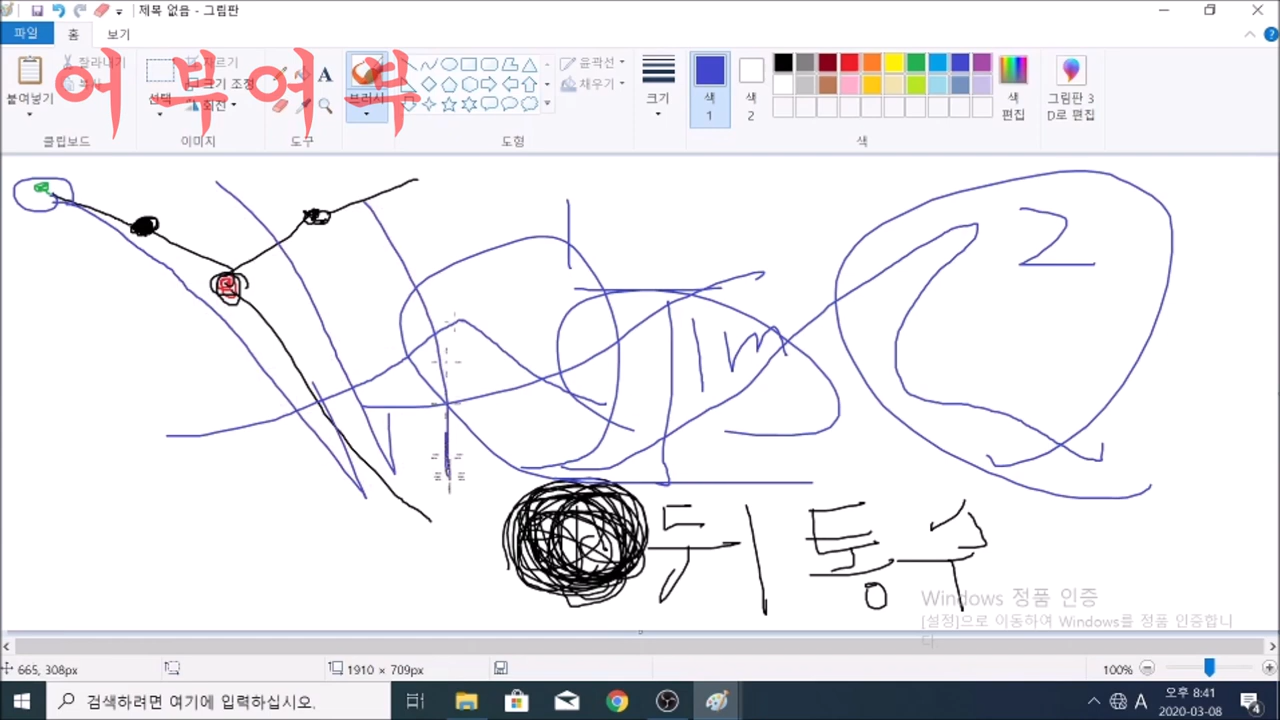 제목 없음 - 그림판
파일 홈 보기
어부여부
붙여넣기 잘라내기 복사 선택 자르기 크기 조정 회전 브러시 윤곽선 채우기 크기 색 1 색 2 색 편집 그림판 3D로 편집
클립보드 이미지 도구 도형 색
1 2
1m
뒤통수
Windows 정품 인증
[설정]으로 이동하여 Windows를 정품 인증합니다
665, 308px 1910 × 709px 100%
검색하려면 여기에 입력하십시오. A 오후 8:41
2020-03-08 4